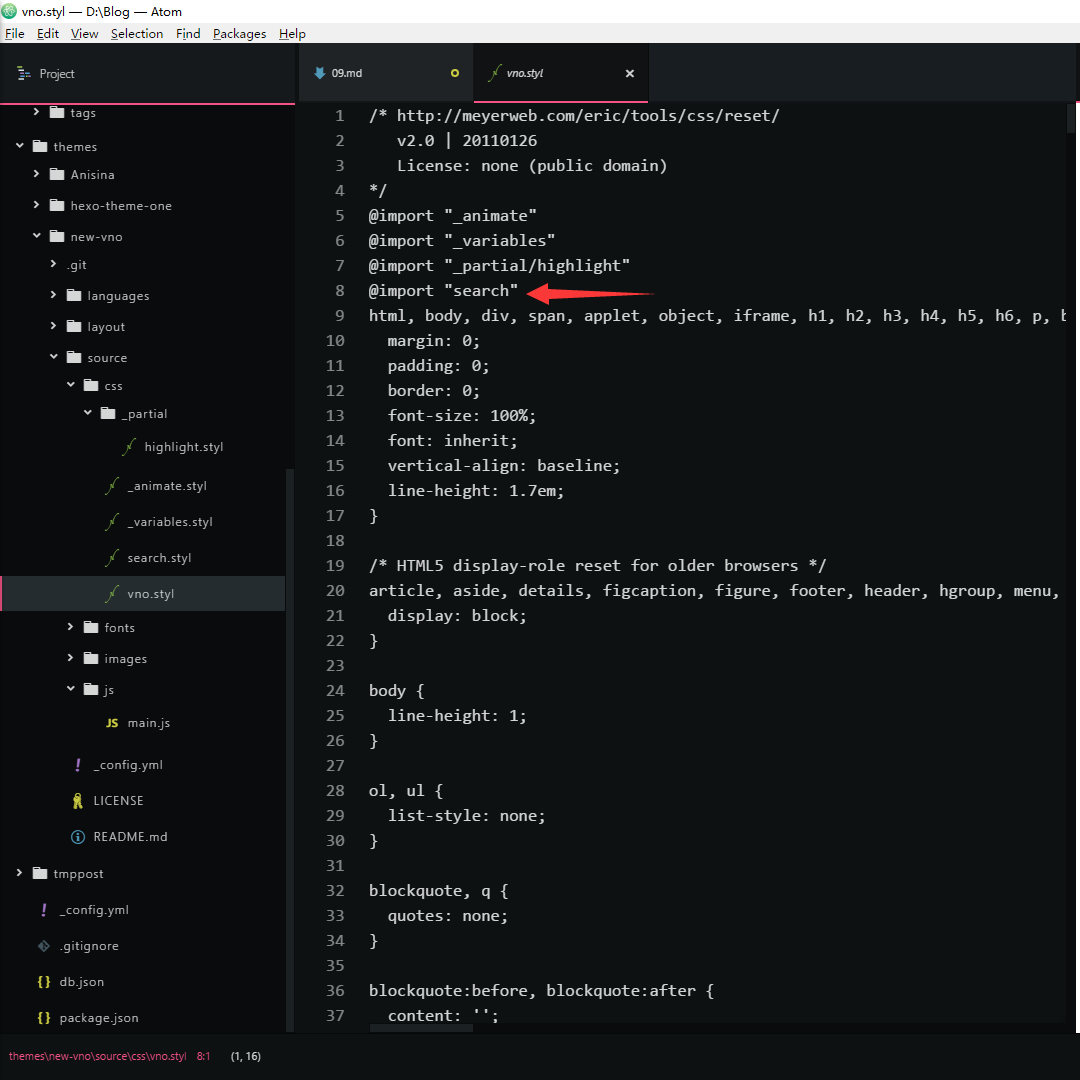 vno.styl — D:\Blog — Atom
File Edit View Selection Find Packages Help
Project
tags
themes
Anisina
hexo-theme-one
new-vno
.git
languages
layout
source
css
_partial
highlight.styl
_animate.styl
_variables.styl
search.styl
vno.styl
fonts
images
js
JS main.js
! _config.yml
LICENSE
README.md
tmppost
! _config.yml
.gitignore
{} db.json
{} package.json
09.md
vno.styl ×
1 /* http://meyerweb.com/eric/tools/css/reset/
2 v2.0 | 20110126
3 License: none (public domain)
4 */
5 @import "_animate"
6 @import "_variables"
7 @import "_partial/highlight"
8 @import "search"
9 html, body, div, span, applet, object, iframe, h1, h2, h3, h4, h5, h6, p, b
10 margin: 0;
11 padding: 0;
12 border: 0;
13 font-size: 100%;
14 font: inherit;
15 vertical-align: baseline;
16 line-height: 1.7em;
17 }
18
19 /* HTML5 display-role reset for older browsers */
20 article, aside, details, figcaption, figure, footer, header, hgroup, menu,
21 display: block;
22 }
23
24 body {
25 line-height: 1;
26 }
27
28 ol, ul {
29 list-style: none;
30 }
31
32 blockquote, q {
33 quotes: none;
34 }
35
36 blockquote:before, blockquote:after {
37 content: '';
themes\new-vno\source\css\vno.styl 8:1 (1, 16)